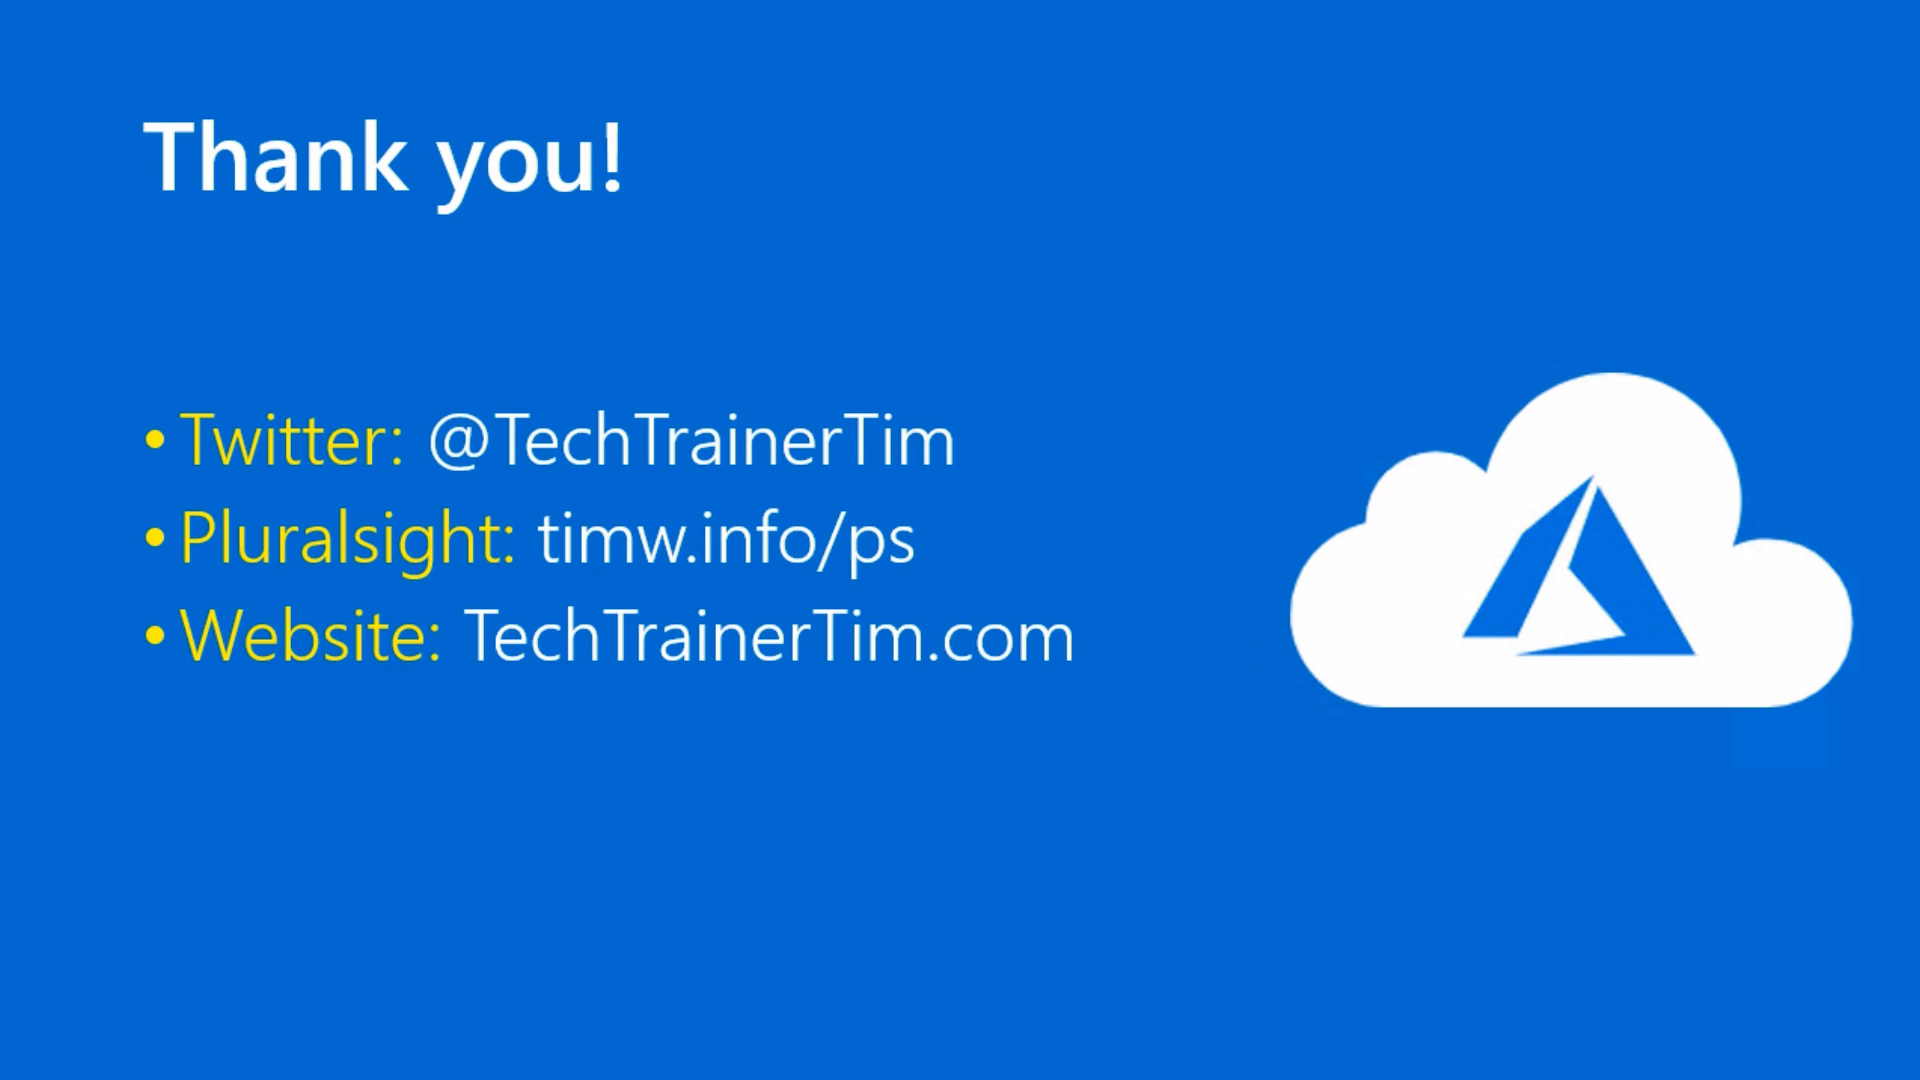 Thank you!
• Twitter: @TechTrainerTim
• Pluralsight: timw.info/ps
• Website: TechTrainerTim.com